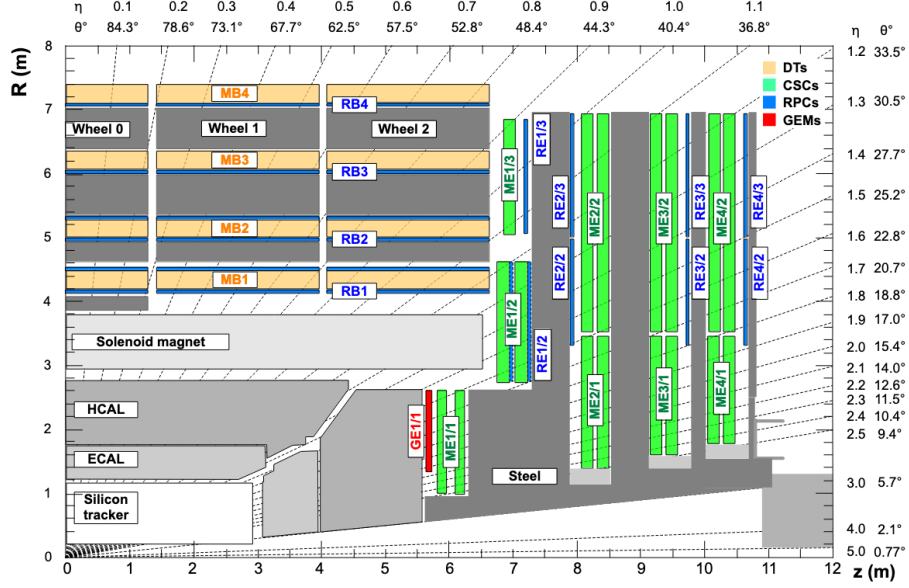 η 0.1 0.2 0.3 0.4 0.5 0.6 0.7 0.8 0.9 1.0 1.1
θ° 84.3° 78.6° 73.1° 67.7° 62.5° 57.5° 52.8° 48.4° 44.3° 40.4° 36.8° η θ°
R (m)
8
7
6
5
4
3
2
1
0
1.2 33.5°
1.3 30.5°
1.4 27.7°
1.5 25.2°
1.6 22.8°
1.7 20.7°
1.8 18.8°
1.9 17.0°
2.0 15.4°
2.1 14.0°
2.2 12.6°
2.3 11.5°
2.4 10.4°
2.5 9.4°
3.0 5.7°
4.0 2.1°
5.0 0.77°
DTs
CSCs
RPCs
GEMs
MB4
RB4
Wheel 0
Wheel 1
Wheel 2
MB3
RB3
MB2
RB2
MB1
RB1
Solenoid magnet
HCAL
ECAL
Silicon
tracker
Steel
ME1/3
RE1/3
ME1/2
RE1/2
GE1/1
ME1/1
RE2/3
RE2/2
ME2/2
ME2/1
ME3/2
ME3/1
RE3/3
RE3/2
ME4/2
ME4/1
RE4/3
RE4/2
0 1 2 3 4 5 6 7 8 9 10 11 12
z (m)